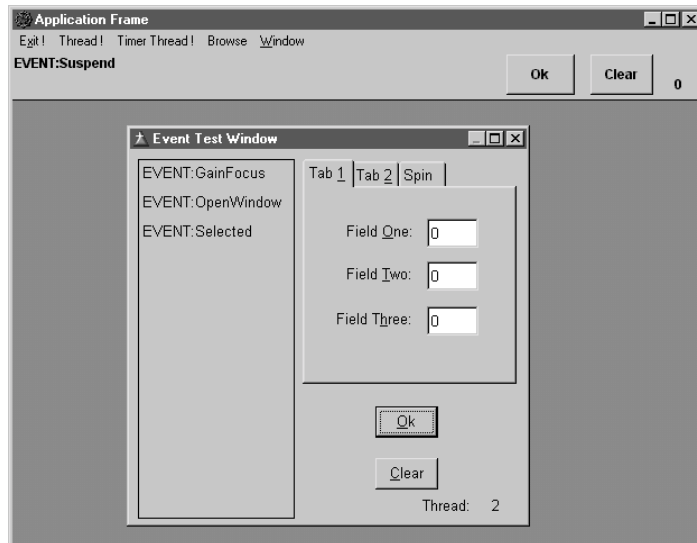 Application Frame
Exit! Thread! Timer Thread! Browse Window
EVENT:Suspend
Ok Clear 0
Event Test Window
EVENT:GainFocus
EVENT:OpenWindow
EVENT:Selected
Tab 1 Tab 2 Spin
Field One: 0
Field Two: 0
Field Three: 0
Ok
Clear
Thread: 2